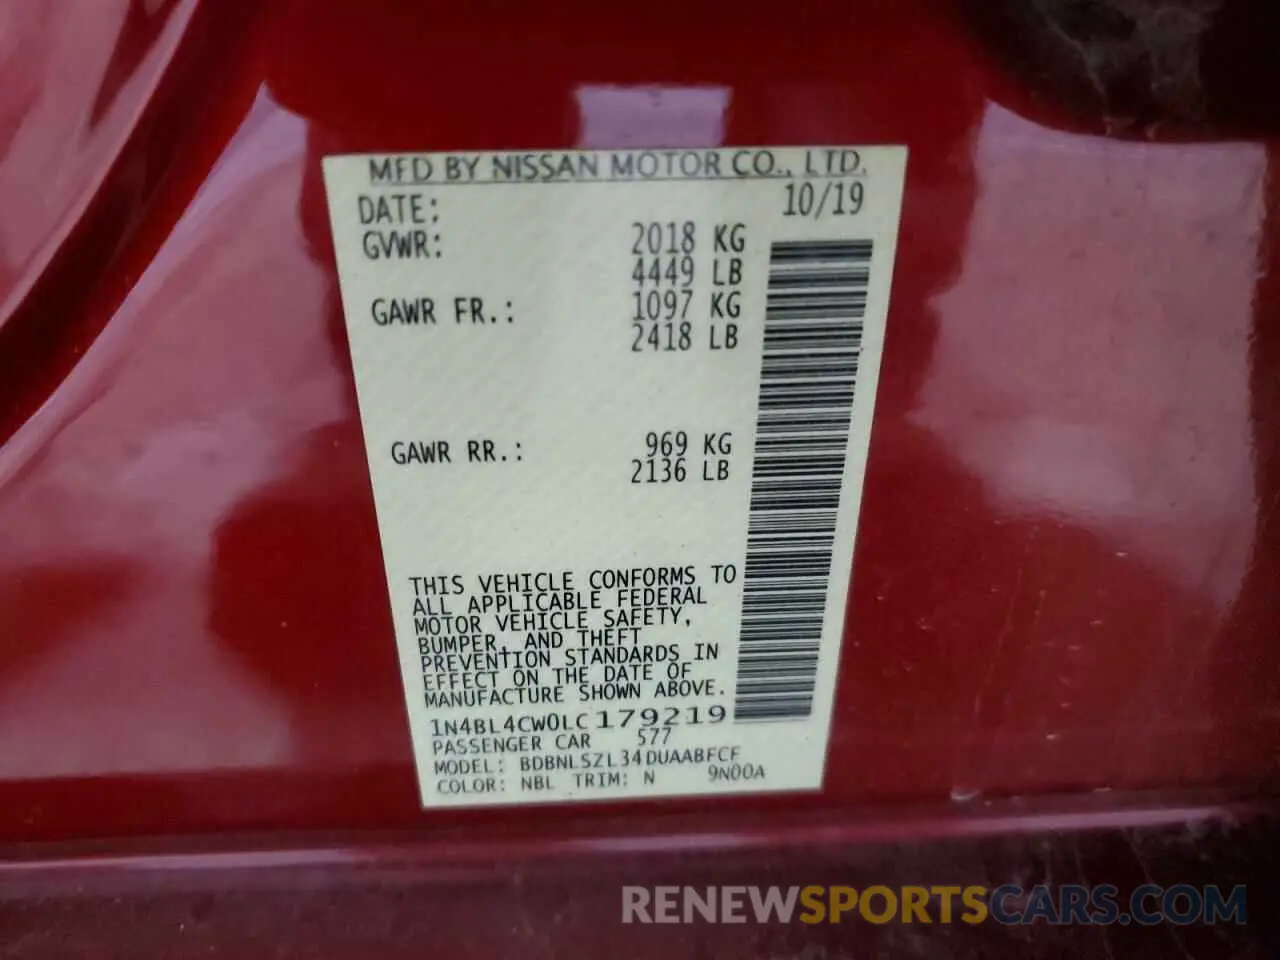 MFD BY NISSAN MOTOR CO., LTD.
DATE: 10/19
GVWR: 2018 KG
4449 LB
GAWR FR.: 1097 KG
2418 LB
GAWR RR.: 969 KG
2136 LB
THIS VEHICLE CONFORMS TO
ALL APPLICABLE FEDERAL
MOTOR VEHICLE SAFETY,
BUMPER, AND THEFT
PREVENTION STANDARDS IN
EFFECT ON THE DATE OF
MANUFACTURE SHOWN ABOVE.
1N4BL4CW0LC179219
PASSENGER CAR 577
MODEL: BDBNLSZL34DUAABFCF
COLOR: NBL TRIM: N 9N00A
RENEWSPORTSCARS.COM